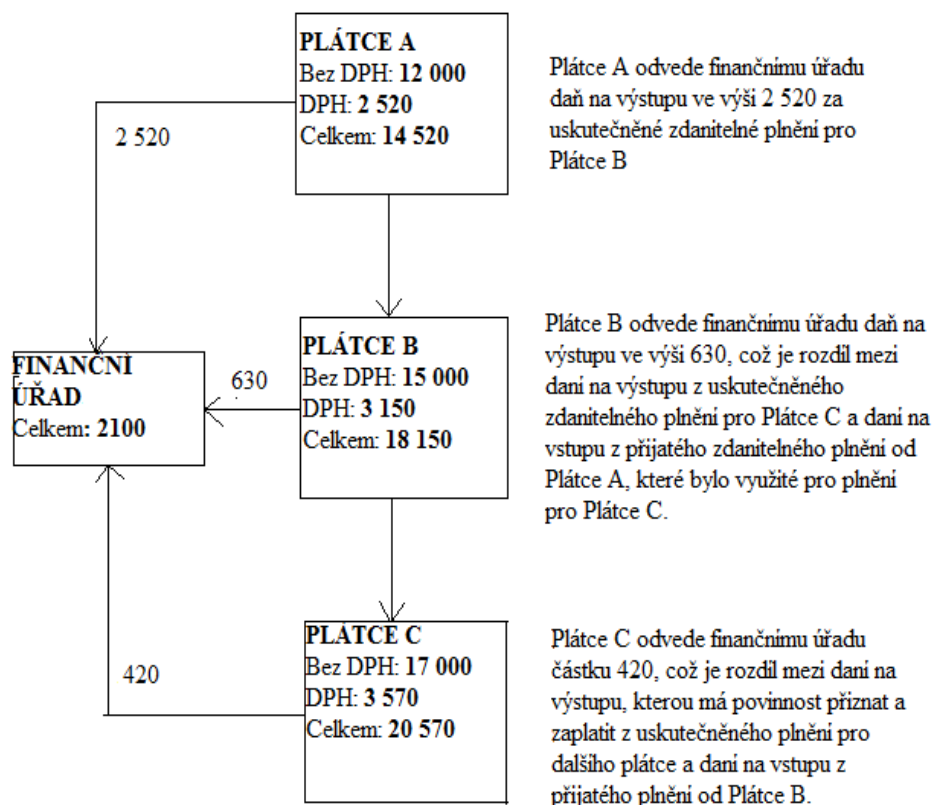 PLÁTCE A
Bez DPH: 12 000
DPH: 2 520
Celkem: 14 520
Plátce A odvede finančnímu úřadu
daň na výstupu ve výši 2 520 za
uskutečněné zdanitelné plnění pro
Plátce B
2 520
PLÁTCE B
Bez DPH: 15 000
DPH: 3 150
Celkem: 18 150
Plátce B odvede finančnímu úřadu daň na
výstupu ve výši 630, což je rozdíl mezi
daní na výstupu z uskutečněného
zdanitelného plnění pro Plátce C a daní na
vstupu z přijatého zdanitelného plnění od
Plátce A, které bylo využité pro plnění
pro Plátce C.
FINANČNÍ
ÚŘAD
Celkem: 2100
630
PLÁTCE C
Bez DPH: 17 000
DPH: 3 570
Celkem: 20 570
Plátce C odvede finančnímu úřadu
částku 420, což je rozdíl mezi daní na
výstupu, kterou má povinnost přiznat a
zaplatit z uskutečněného plnění pro
dalšího plátce a daní na vstupu z
přijatého plnění od Plátce B.
420